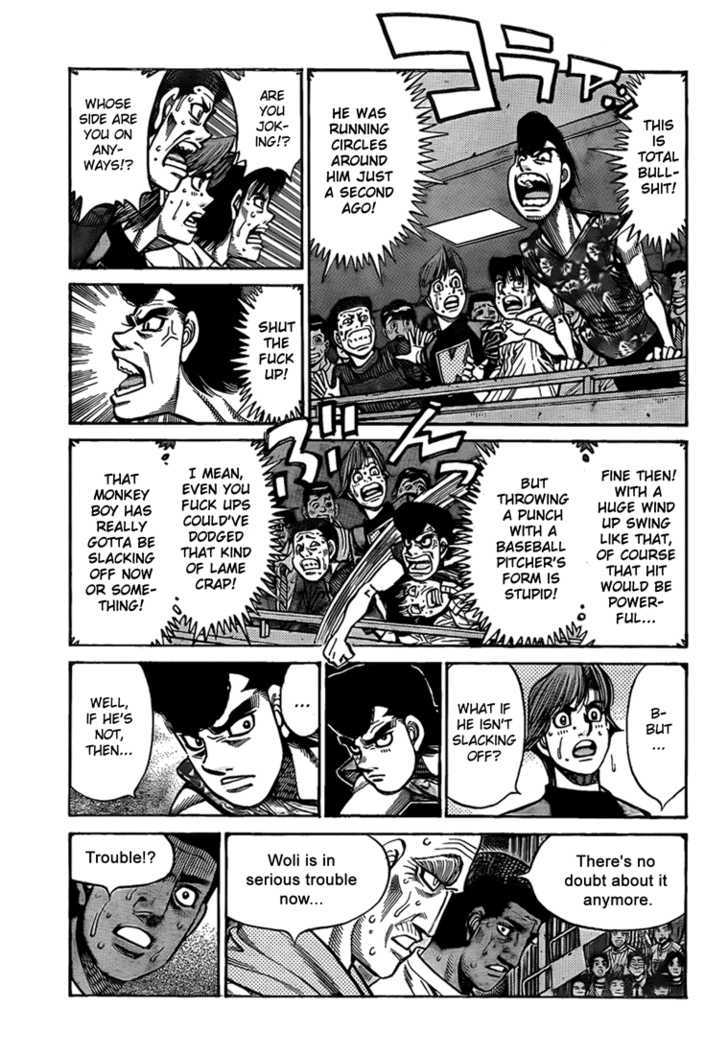 コラァッ
THIS
IS
TOTAL
BULL-
SHIT!
HE WAS
RUNNING
CIRCLES
AROUND
HIM JUST
A SECOND
AGO!
ARE
YOU
JOK-
ING!?
WHOSE
SIDE ARE
YOU ON
ANY-
WAYS!?
SHUT
THE
FUCK
UP!
ぶんっ
FINE THEN!
WITH A
HUGE WIND
UP SWING
LIKE THAT,
OF COURSE
THAT HIT
WOULD BE
POWER-
FUL...
BUT
THROWING
A PUNCH
WITH A
BASEBALL
PITCHER'S
FORM IS
STUPID!
I MEAN,
EVEN YOU
FUCK UPS
COULD'VE
DODGED
THAT KIND
OF LAME
CRAP!
THAT
MONKEY
BOY HAS
REALLY
GOTTA BE
SLACKING
OFF NOW
OR SOME-
THING!
B-
BUT
...
WHAT IF
HE ISN'T
SLACKING
OFF?
...
WELL,
IF HE'S
NOT,
THEN...
There's no
doubt about it
anymore.
Woli is in
serious trouble
now...
Trouble!?